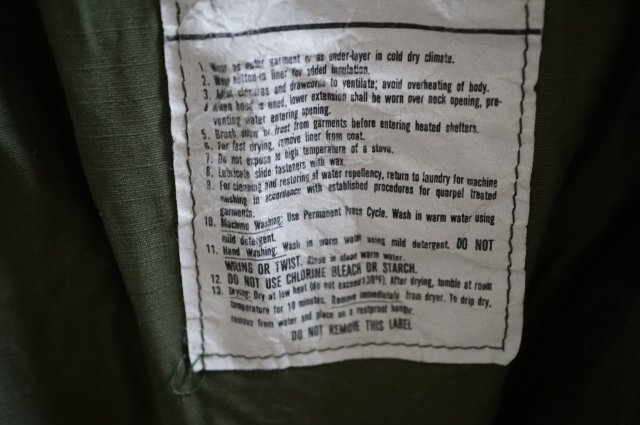 1. Wear as outer garment or as under-layer in cold dry climate.
2. Wear button-in liner for added insulation.
3. Adjust closures and drawcords to ventilate; avoid overheating of body.
4. When hood is used, lower extension shall be worn over neck opening, pre-
venting water entering opening.
5. Brush snow or frost from garments before entering heated shelters.
6. For fast drying, remove liner from coat.
7. Do not expose to high temperature of a stove.
8. Lubricate slide fasteners with wax.
9. For cleaning and restoring of water repellency, return to laundry for machine
washing in accordance with established procedures for quarpel treated
garments.
10. Machine Washing: Use Permanent Press Cycle. Wash in warm water using
mild detergent.
11. Hand Washing: Wash in warm water using mild detergent. DO NOT
WRING OR TWIST. Rinse in clean warm water.
12. DO NOT USE CHLORINE BLEACH OR STARCH.
13. Drying: Dry at low heat (do not exceed 130°F). After drying, tumble at room
temperature for 10 minutes. Remove immediately from dryer. To drip dry,
remove from water and place on a rustproof hanger.
DO NOT REMOVE THIS LABEL